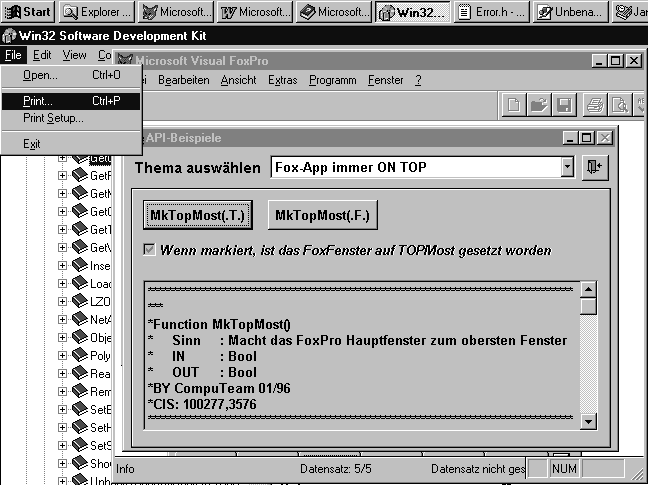 Start Explorer ... Microsoft... Microsoft... Microsoft... Win32... Error.h - ... Unbena... Jan
Win32 Software Development Kit
File Edit View Co
Microsoft Visual FoxPro
Open... Ctrl+O
ei Bearbeiten Ansicht Extras Programm Fenster ?
Print... Ctrl+P
Print Setup...
Exit
API-Beispiele
GetC
Thema auswählen Fox-App immer ON TOP
GetF
GetM
GetO
MkTopMost(.T.) MkTopMost(.F.)
GetT
GetV
Wenn markiert, ist das FoxFenster auf TOPMost gesetzt worden
Inse
Load
LZO
***
NetA
*Function MkTopMost()
Obje
* Sinn : Macht das FoxPro Hauptfenster zum obersten Fenster
Poly
* IN : Bool
Rea
* OUT : Bool
Rem
*BY CompuTeam 01/96
SetE
*CIS: 100277,3576
SetH
SetS
Sho
Info Datensatz: 5/5 Datensatz nicht ges NUM